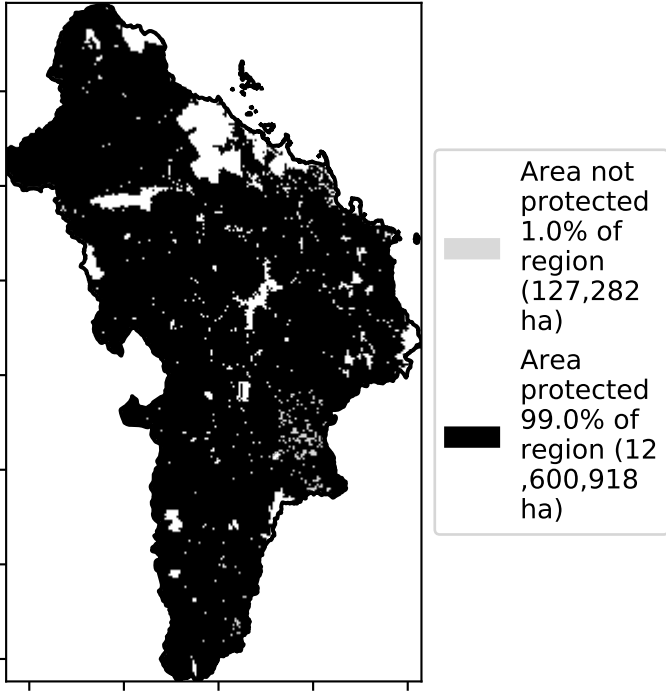 Area not
protected
1.0% of
region
(127,282
ha)
Area
protected
99.0% of
region (12
,600,918
ha)